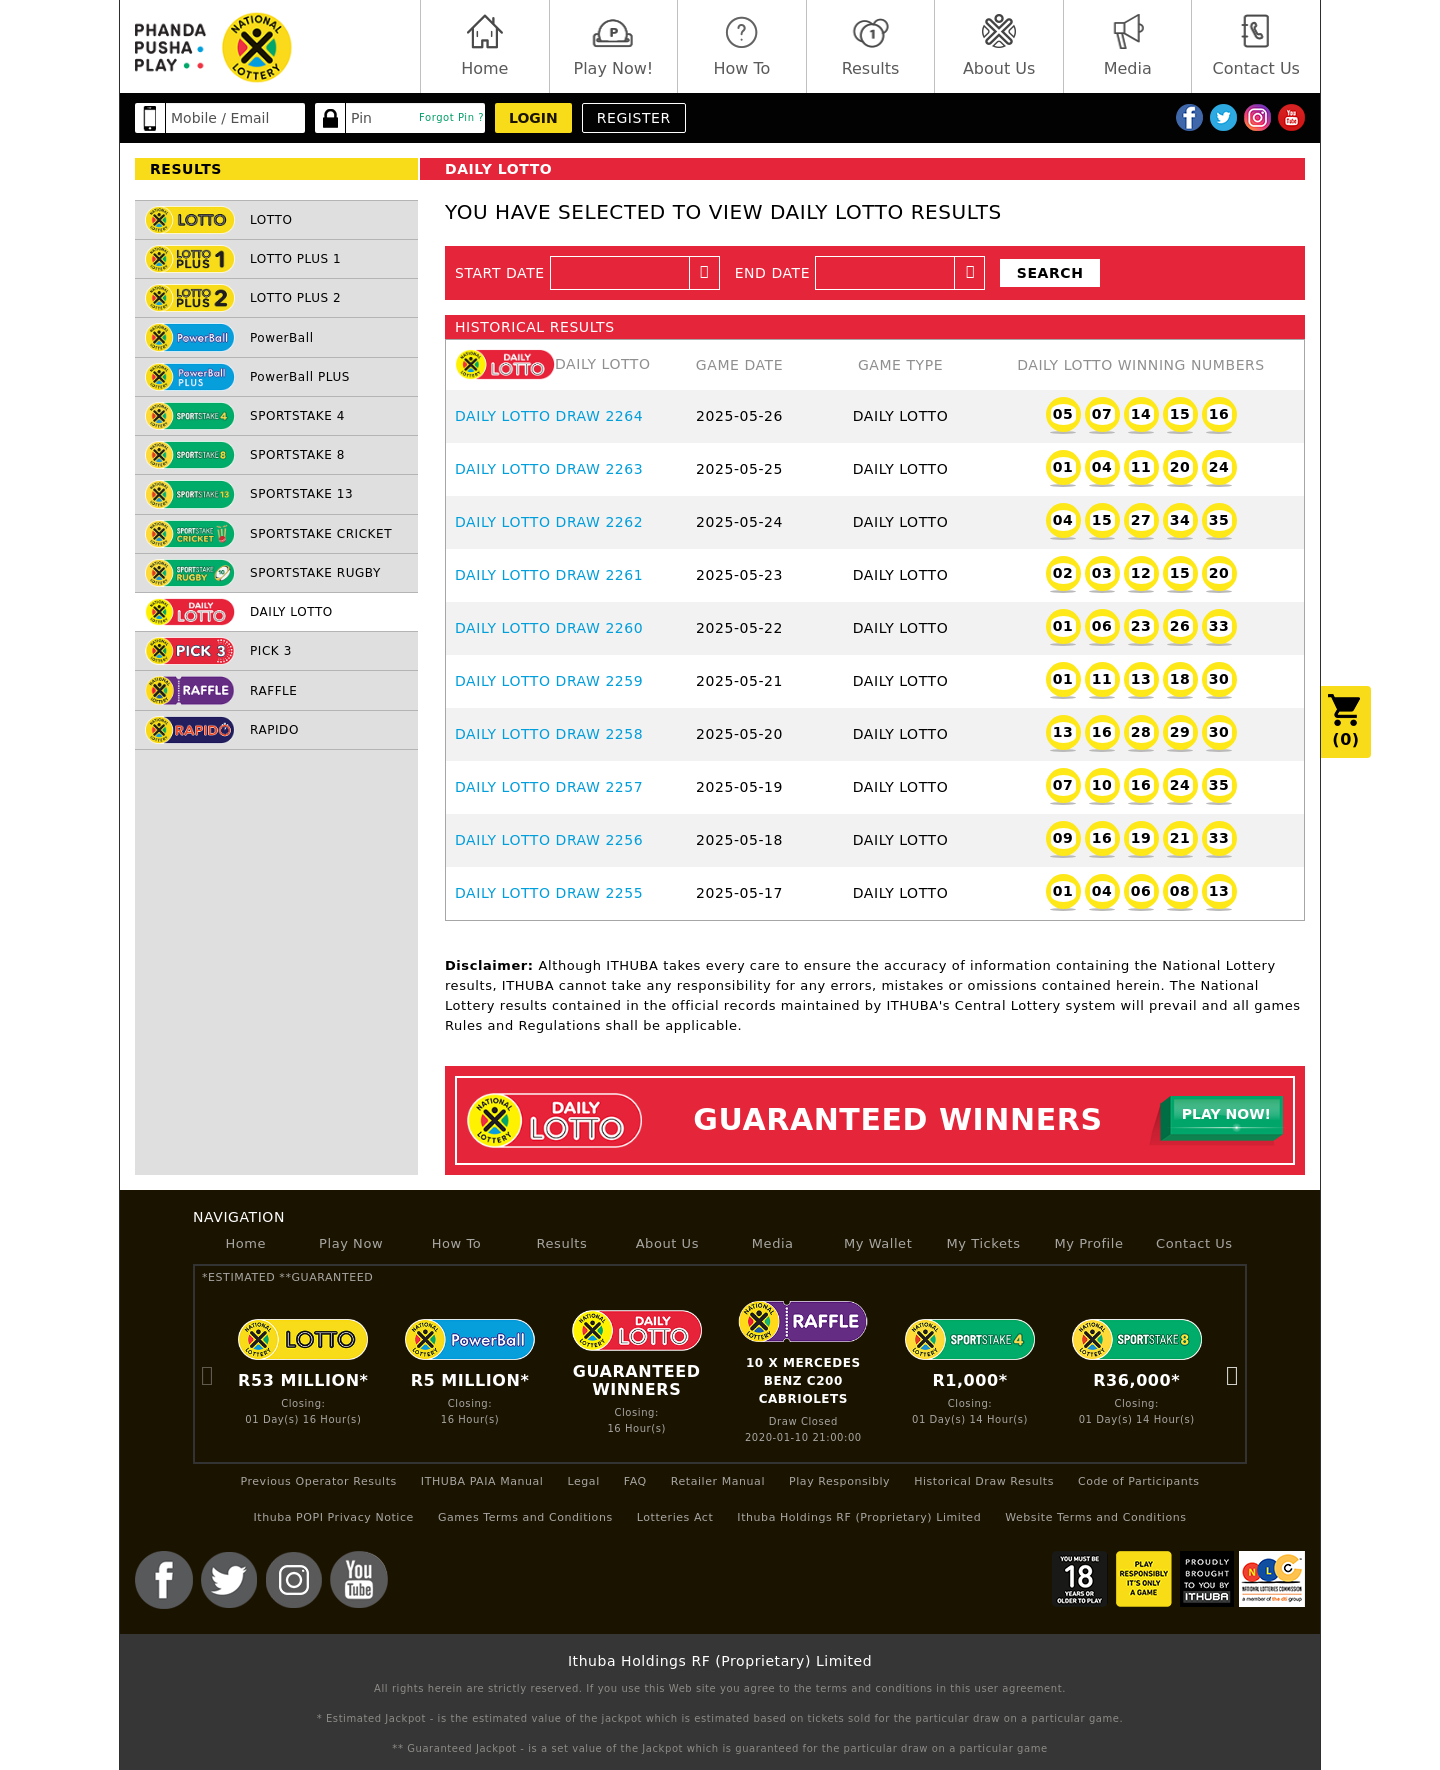 PHANDA
PUSHA
PLAY
NATIONAL
LOTTERY
Home
Play Now!
How To
Results
About Us
Media
Contact Us
Mobile / Email
Pin
Forgot Pin ?
LOGIN
REGISTER
RESULTS
LOTTO LOTTO
LOTTO PLUS 1 LOTTO PLUS 1
LOTTO PLUS 2 LOTTO PLUS 2
PowerBall PowerBall
PowerBall PLUS PowerBall PLUS
SPORTSTAKE 4 SPORTSTAKE 4
SPORTSTAKE 8 SPORTSTAKE 8
SPORTSTAKE 13 SPORTSTAKE 13
SPORTSTAKE CRICKET SPORTSTAKE CRICKET
SPORTSTAKE RUGBY SPORTSTAKE RUGBY
DAILY LOTTO DAILY LOTTO
PICK 3 PICK 3
RAFFLE RAFFLE
RAPIDO RAPIDO
DAILY LOTTO
YOU HAVE SELECTED TO VIEW DAILY LOTTO RESULTS
START DATE END DATE SEARCH
HISTORICAL RESULTS
DAILY LOTTO DAILY LOTTO GAME DATE GAME TYPE DAILY LOTTO WINNING NUMBERS
DAILY LOTTO DRAW 2264 2025-05-26 DAILY LOTTO 05 07 14 15 16
DAILY LOTTO DRAW 2263 2025-05-25 DAILY LOTTO 01 04 11 20 24
DAILY LOTTO DRAW 2262 2025-05-24 DAILY LOTTO 04 15 27 34 35
DAILY LOTTO DRAW 2261 2025-05-23 DAILY LOTTO 02 03 12 15 20
DAILY LOTTO DRAW 2260 2025-05-22 DAILY LOTTO 01 06 23 26 33
DAILY LOTTO DRAW 2259 2025-05-21 DAILY LOTTO 01 11 13 18 30
DAILY LOTTO DRAW 2258 2025-05-20 DAILY LOTTO 13 16 28 29 30
DAILY LOTTO DRAW 2257 2025-05-19 DAILY LOTTO 07 10 16 24 35
DAILY LOTTO DRAW 2256 2025-05-18 DAILY LOTTO 09 16 19 21 33
DAILY LOTTO DRAW 2255 2025-05-17 DAILY LOTTO 01 04 06 08 13
(0)
Disclaimer: Although ITHUBA takes every care to ensure the accuracy of information containing the National Lottery
results, ITHUBA cannot take any responsibility for any errors, mistakes or omissions contained herein. The National
Lottery results contained in the official records maintained by ITHUBA's Central Lottery system will prevail and all games
Rules and Regulations shall be applicable.
NATIONAL LOTTERY DAILY LOTTO GUARANTEED WINNERS PLAY NOW!
NAVIGATION
Home Play Now How To Results About Us Media My Wallet My Tickets My Profile Contact Us
*ESTIMATED **GUARANTEED
LOTTO
R53 MILLION*
Closing:
01 Day(s) 16 Hour(s)
PowerBall
R5 MILLION*
Closing:
16 Hour(s)
DAILY LOTTO
GUARANTEED
WINNERS
Closing:
16 Hour(s)
RAFFLE
10 X MERCEDES
BENZ C200
CABRIOLETS
Draw Closed
2020-01-10 21:00:00
SPORTSTAKE 4
R1,000*
Closing:
01 Day(s) 14 Hour(s)
SPORTSTAKE 8
R36,000*
Closing:
01 Day(s) 14 Hour(s)
Previous Operator Results ITHUBA PAIA Manual Legal FAQ Retailer Manual Play Responsibly Historical Draw Results Code of Participants
Ithuba POPI Privacy Notice Games Terms and Conditions Lotteries Act Ithuba Holdings RF (Proprietary) Limited Website Terms and Conditions
You
Tube
YOU MUST BE
18
YEARS OR
OLDER TO PLAY
PLAY
RESPONSIBLY
IT'S ONLY
A GAME
PROUDLY
BROUGHT
TO YOU BY
ITHUBA
NLC
NATIONAL LOTTERIES COMMISSION
a member of the dti group
Ithuba Holdings RF (Proprietary) Limited
All rights herein are strictly reserved. If you use this Web site you agree to the terms and conditions in this user agreement.
* Estimated Jackpot - is the estimated value of the jackpot which is estimated based on tickets sold for the particular draw on a particular game.
** Guaranteed Jackpot - is a set value of the Jackpot which is guaranteed for the particular draw on a particular game